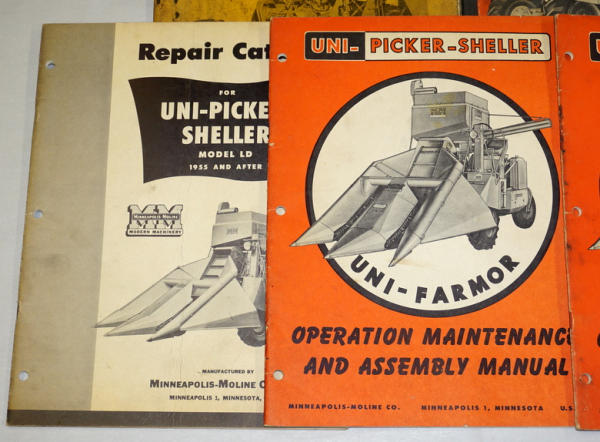 Repair Cat
FOR
UNI-PICKE
SHELLER
MODEL LD
1955 AND AFTER
MINNEAPOLIS-MOLINE
MM
MODERN MACHINERY
MANUFACTURED BY
MINNEAPOLIS-MOLINE C
MINNEAPOLIS 1, MINNESOTA,
UNI- PICKER-SHELLER
UNI-FARMOR
OPERATION MAINTENANC
AND ASSEMBLY MANUAL
MINNEAPOLIS-MOLINE CO. MINNEAPOLIS 1, MINNESOTA U.S.